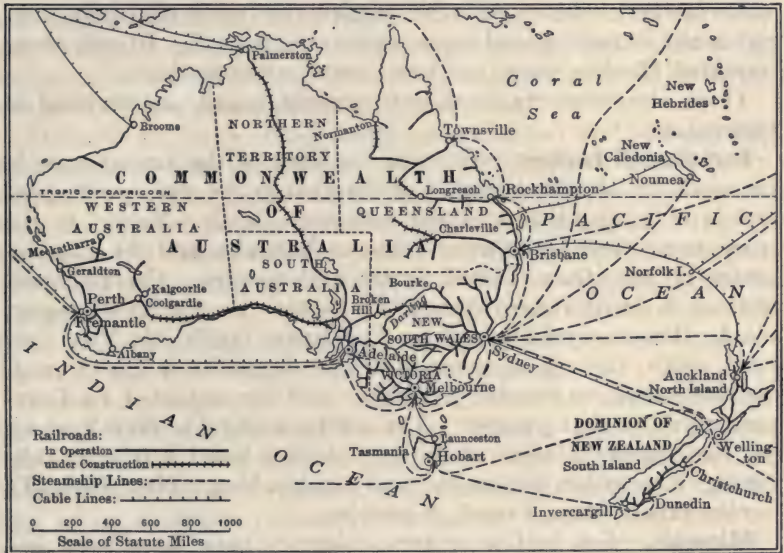 Palmerston
Coral
Sea
New
Hebrides
Broome
NORTHERN
TERRITORY
Normanton
Townsville
New
Caledonia
Noumea
COMMONWEALTH
TROPIC OF CAPRICORN
Longreach
Rockhampton
WESTERN
AUSTRALIA
OF
QUEENSLAND
PACIFIC
Charleville
AUSTRALIA
Meekatharra
SOUTH
AUSTRALIA
Brisbane
Geraldton
Norfolk I.
Kalgoorlie
Coolgardie
Bourke
OCEAN
Perth
Fremantle
Broken
Hill
Darling
NEW
SOUTH WALES
Sydney
Albany
Adelaide
VICTORIA
Melbourne
Auckland
North Island
INDIAN
OCEAN
Launceston
Tasmania
Hobart
DOMINION OF
NEW ZEALAND
Welling-
ton
South Island
Christchurch
Invercargill
Dunedin
Railroads:
in Operation
under Construction
Steamship Lines:
Cable Lines:
0 200 400 600 800 1000
Scale of Statute Miles